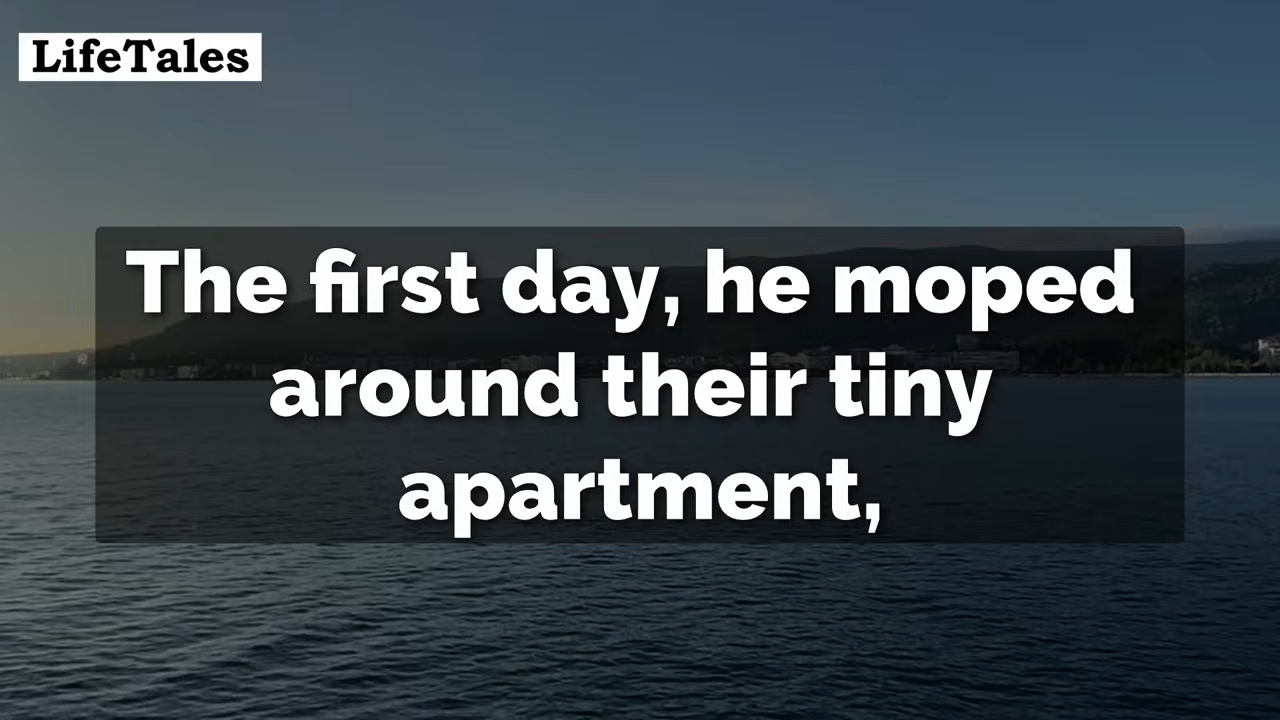 LifeTales
The first day, he moped
around their tiny
apartment,